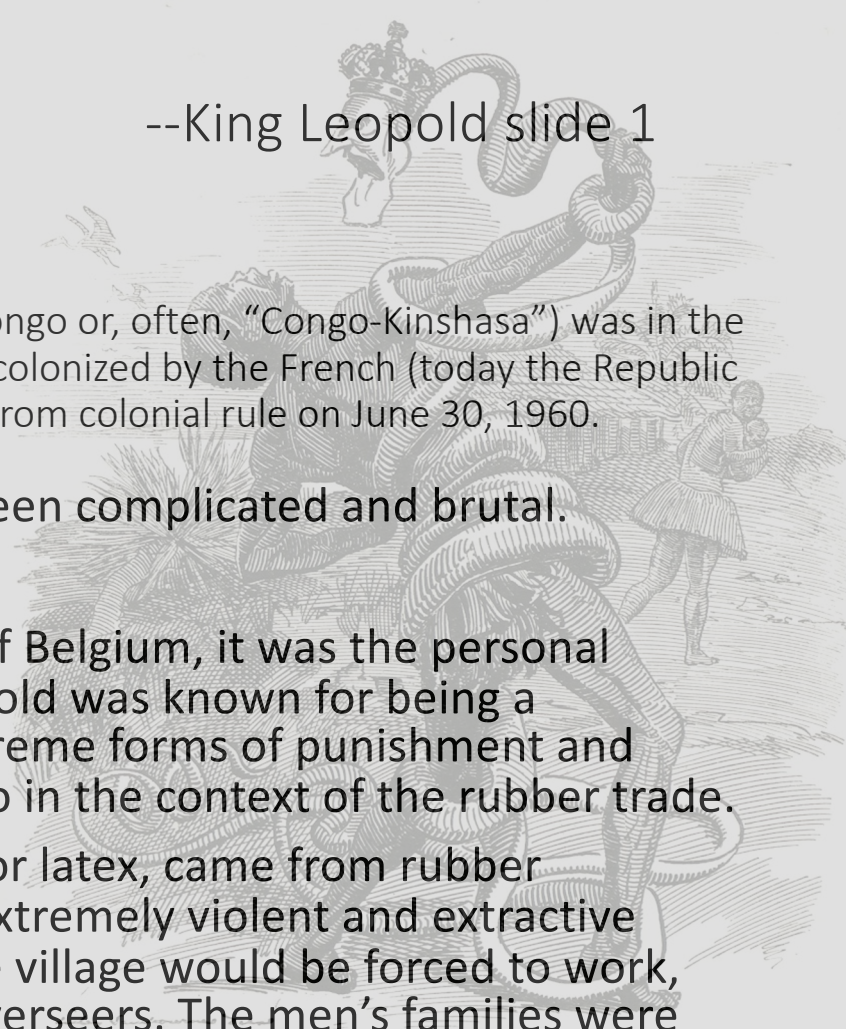 --King Leopold slide 1
ongo or, often, “Congo-Kinshasa”) was in the
colonized by the French (today the Republic
rom colonial rule on June 30, 1960.
een complicated and brutal.
f Belgium, it was the personal
old was known for being a
reme forms of punishment and
o in the context of the rubber trade.
or latex, came from rubber
xtremely violent and extractive
village would be forced to work,
verseers. The men’s families were